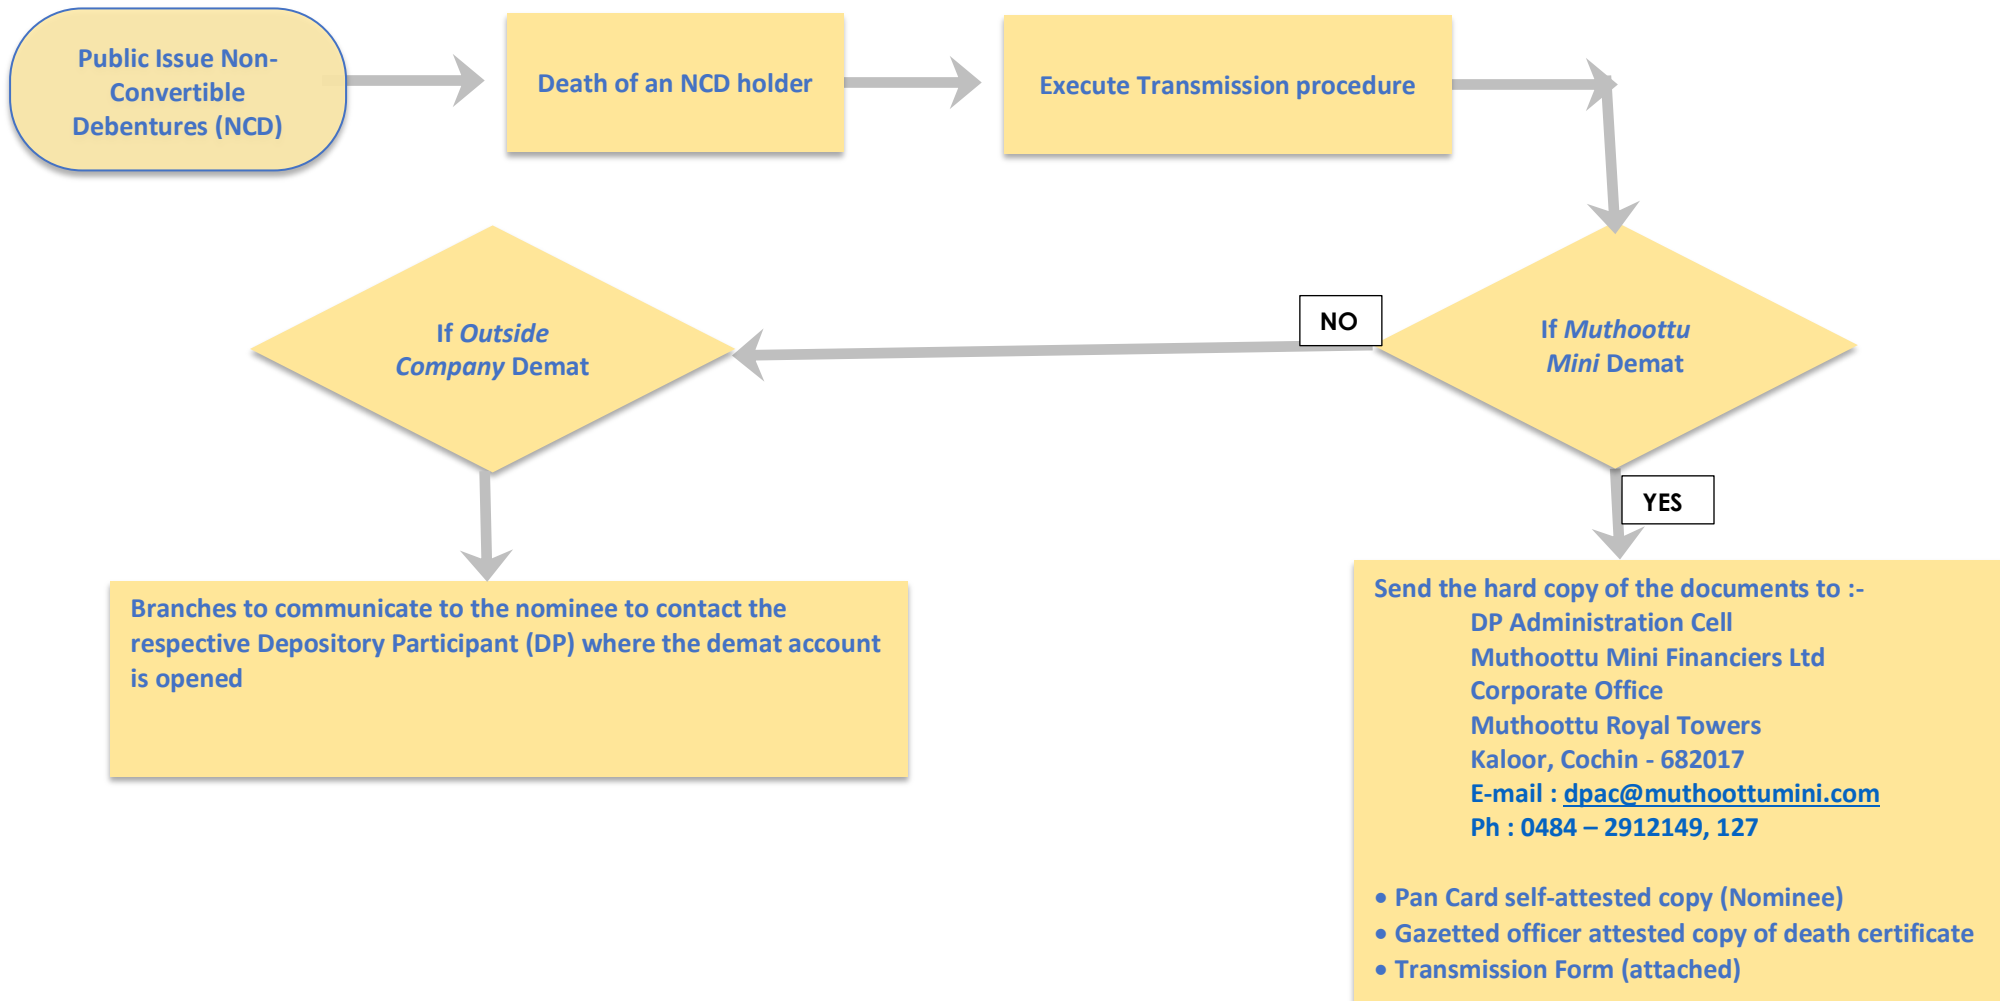 Public Issue Non-
Convertible
Debentures (NCD)
Death of an NCD holder
Execute Transmission procedure
If Outside
Company Demat
NO
If Muthoottu
Mini Demat
YES
Branches to communicate to the nominee to contact the
respective Depository Participant (DP) where the demat account
is opened
Send the hard copy of the documents to :-
DP Administration Cell
Muthoottu Mini Financiers Ltd
Corporate Office
Muthoottu Royal Towers
Kaloor, Cochin - 682017
E-mail : dpac@muthoottumini.com
Ph : 0484 – 2912149, 127
• Pan Card self-attested copy (Nominee)
• Gazetted officer attested copy of death certificate
• Transmission Form (attached)